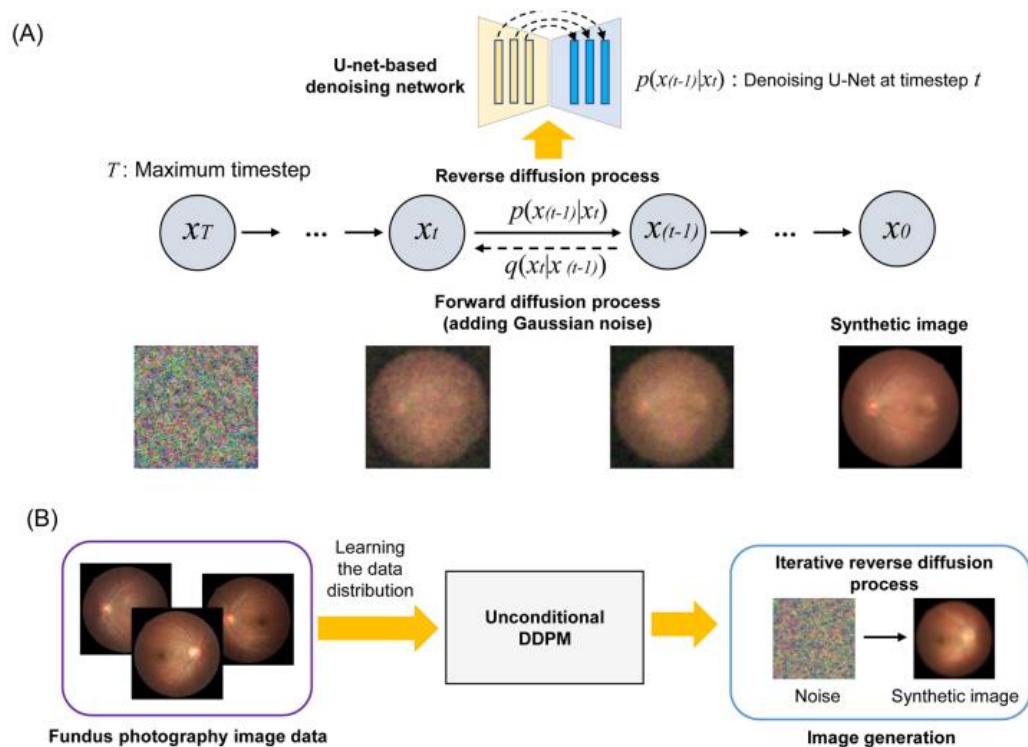 (A)
U-net-based
denoising network
p(x(t-1)|xt) : Denoising U-Net at timestep t
T : Maximum timestep
Reverse diffusion process
p(x(t-1)|xt)
xT ... xt x(t-1) ... x0
q(xt|x (t-1))
Forward diffusion process
(adding Gaussian noise)
Synthetic image
(B)
Learning
the data
distribution
Unconditional
DDPM
Iterative reverse diffusion
process
Noise
Synthetic image
Fundus photography image data
Image generation